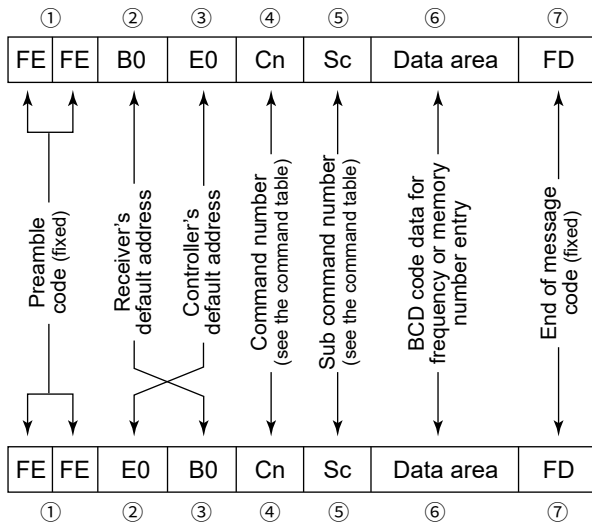 ① ② ③ ④ ⑤ ⑥ ⑦
FE FE B0 E0 Cn Sc Data area FD
Preamble
code (fixed)
Receiver's
default address
Controller's
default address
Command number
(see the command table)
Sub command number
(see the command table)
BCD code data for
frequency or memory
number entry
End of message
code (fixed)
FE FE E0 B0 Cn Sc Data area FD
① ② ③ ④ ⑤ ⑥ ⑦